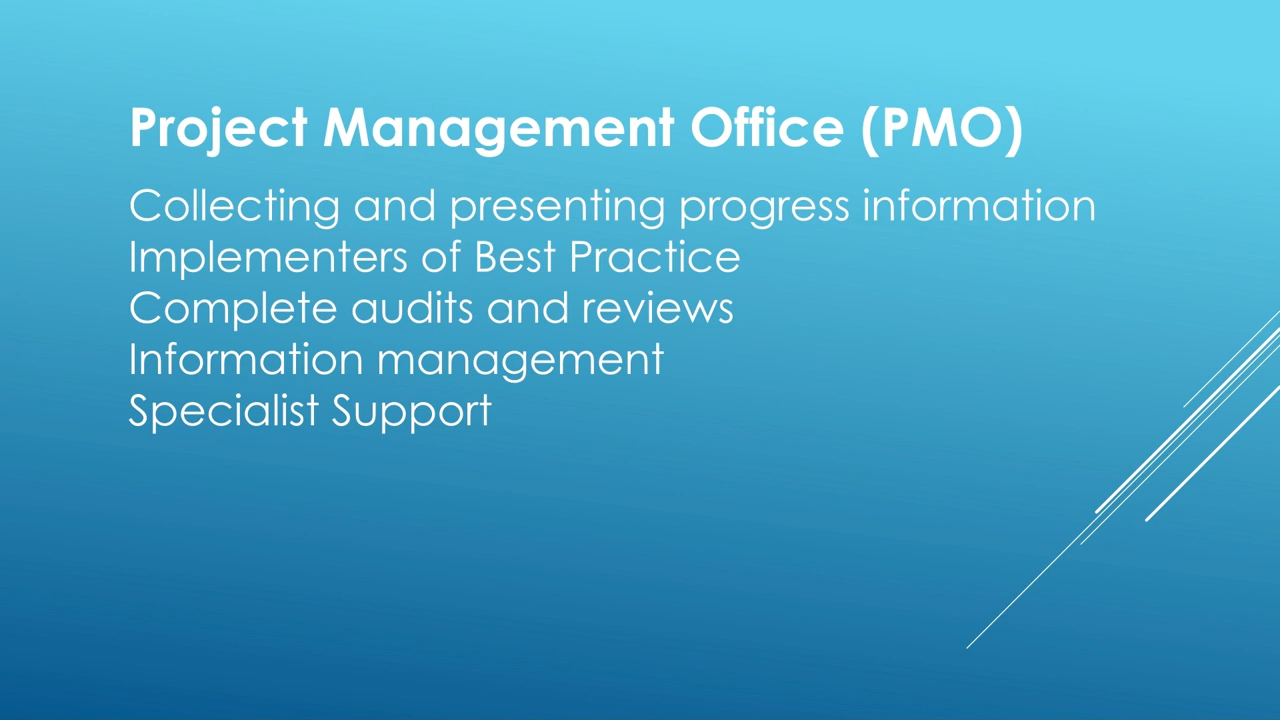 Project Management Office (PMO)
Collecting and presenting progress information
Implementers of Best Practice
Complete audits and reviews
Information management
Specialist Support